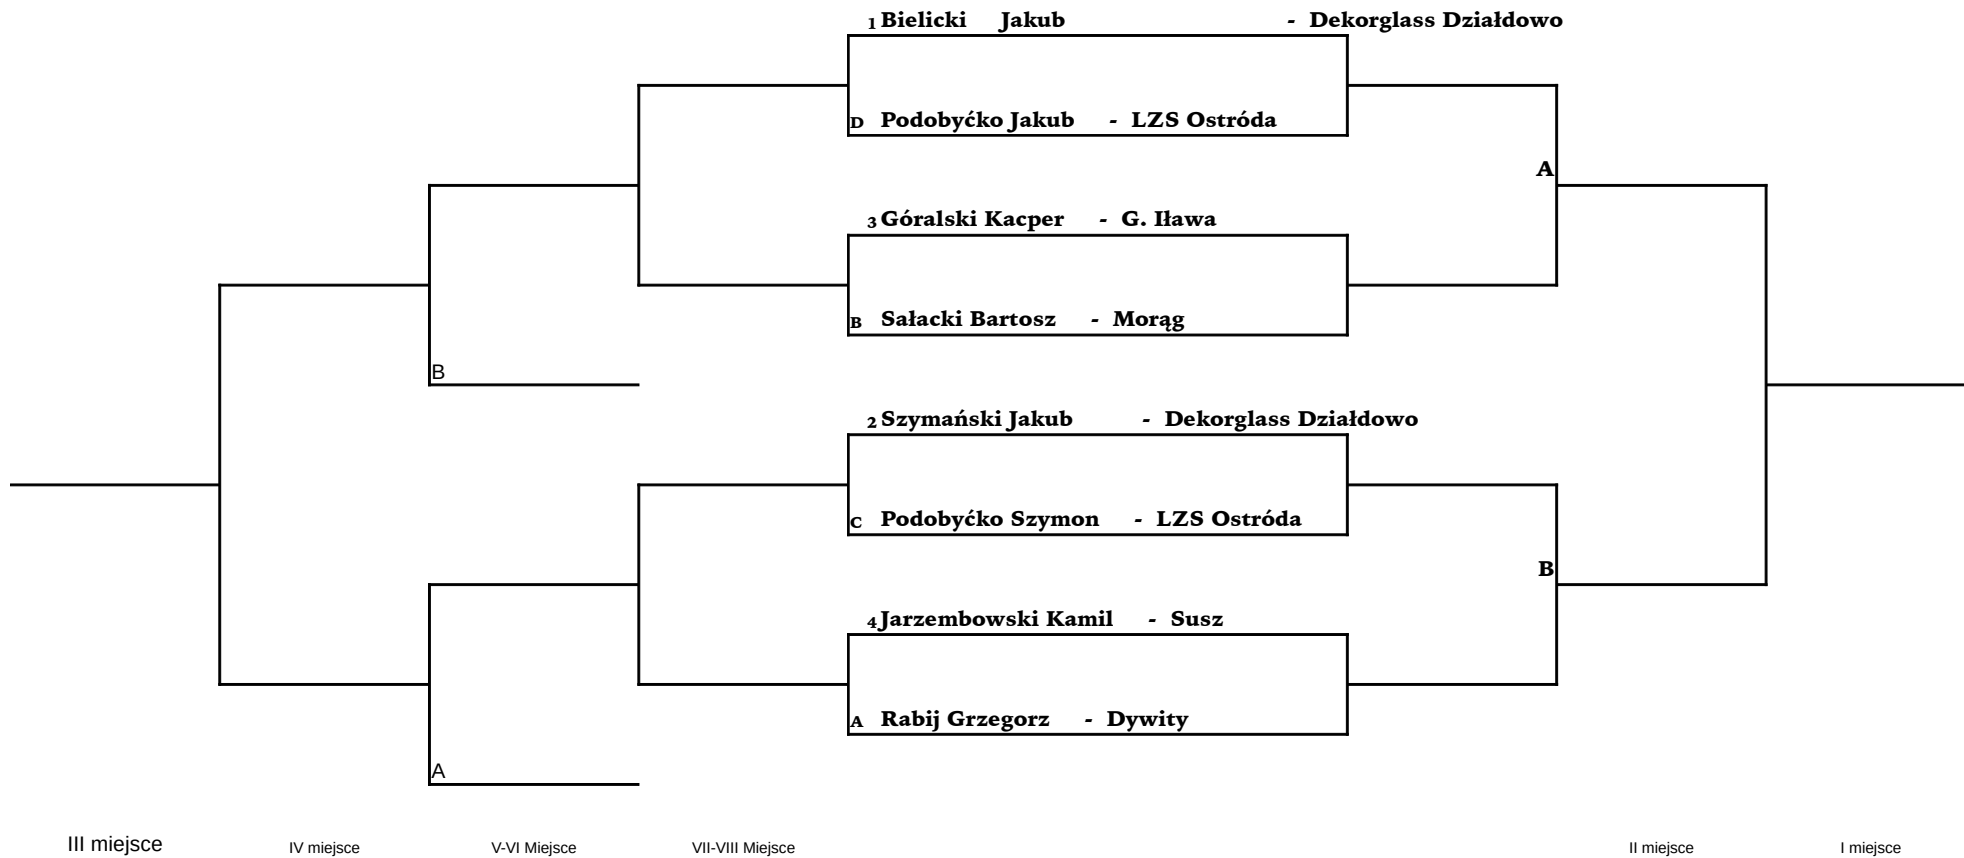 1 Bielicki Jakub - Dekorglass Działdowo
D Podobyćko Jakub - LZS Ostróda
A
3 Góralski Kacper - G. Iława
B Sałacki Bartosz - Morąg
B
2 Szymański Jakub - Dekorglass Działdowo
C Podobyćko Szymon - LZS Ostróda
B
4 Jarzembowski Kamil - Susz
A Rabij Grzegorz - Dywity
A
III miejsce IV miejsce V-VI Miejsce VII-VIII Miejsce II miejsce I miejsce